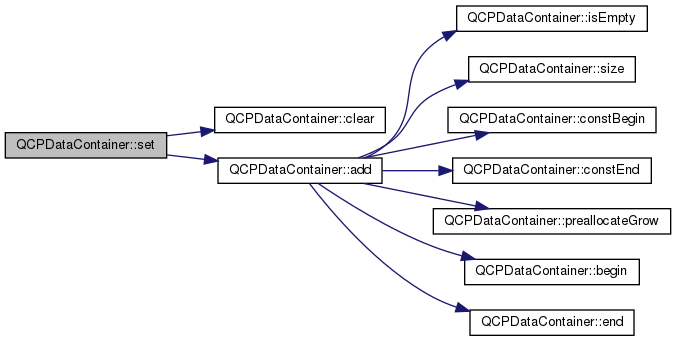 QCPDataContainer::set
QCPDataContainer::clear
QCPDataContainer::add
QCPDataContainer::isEmpty
QCPDataContainer::size
QCPDataContainer::constBegin
QCPDataContainer::constEnd
QCPDataContainer::preallocateGrow
QCPDataContainer::begin
QCPDataContainer::end